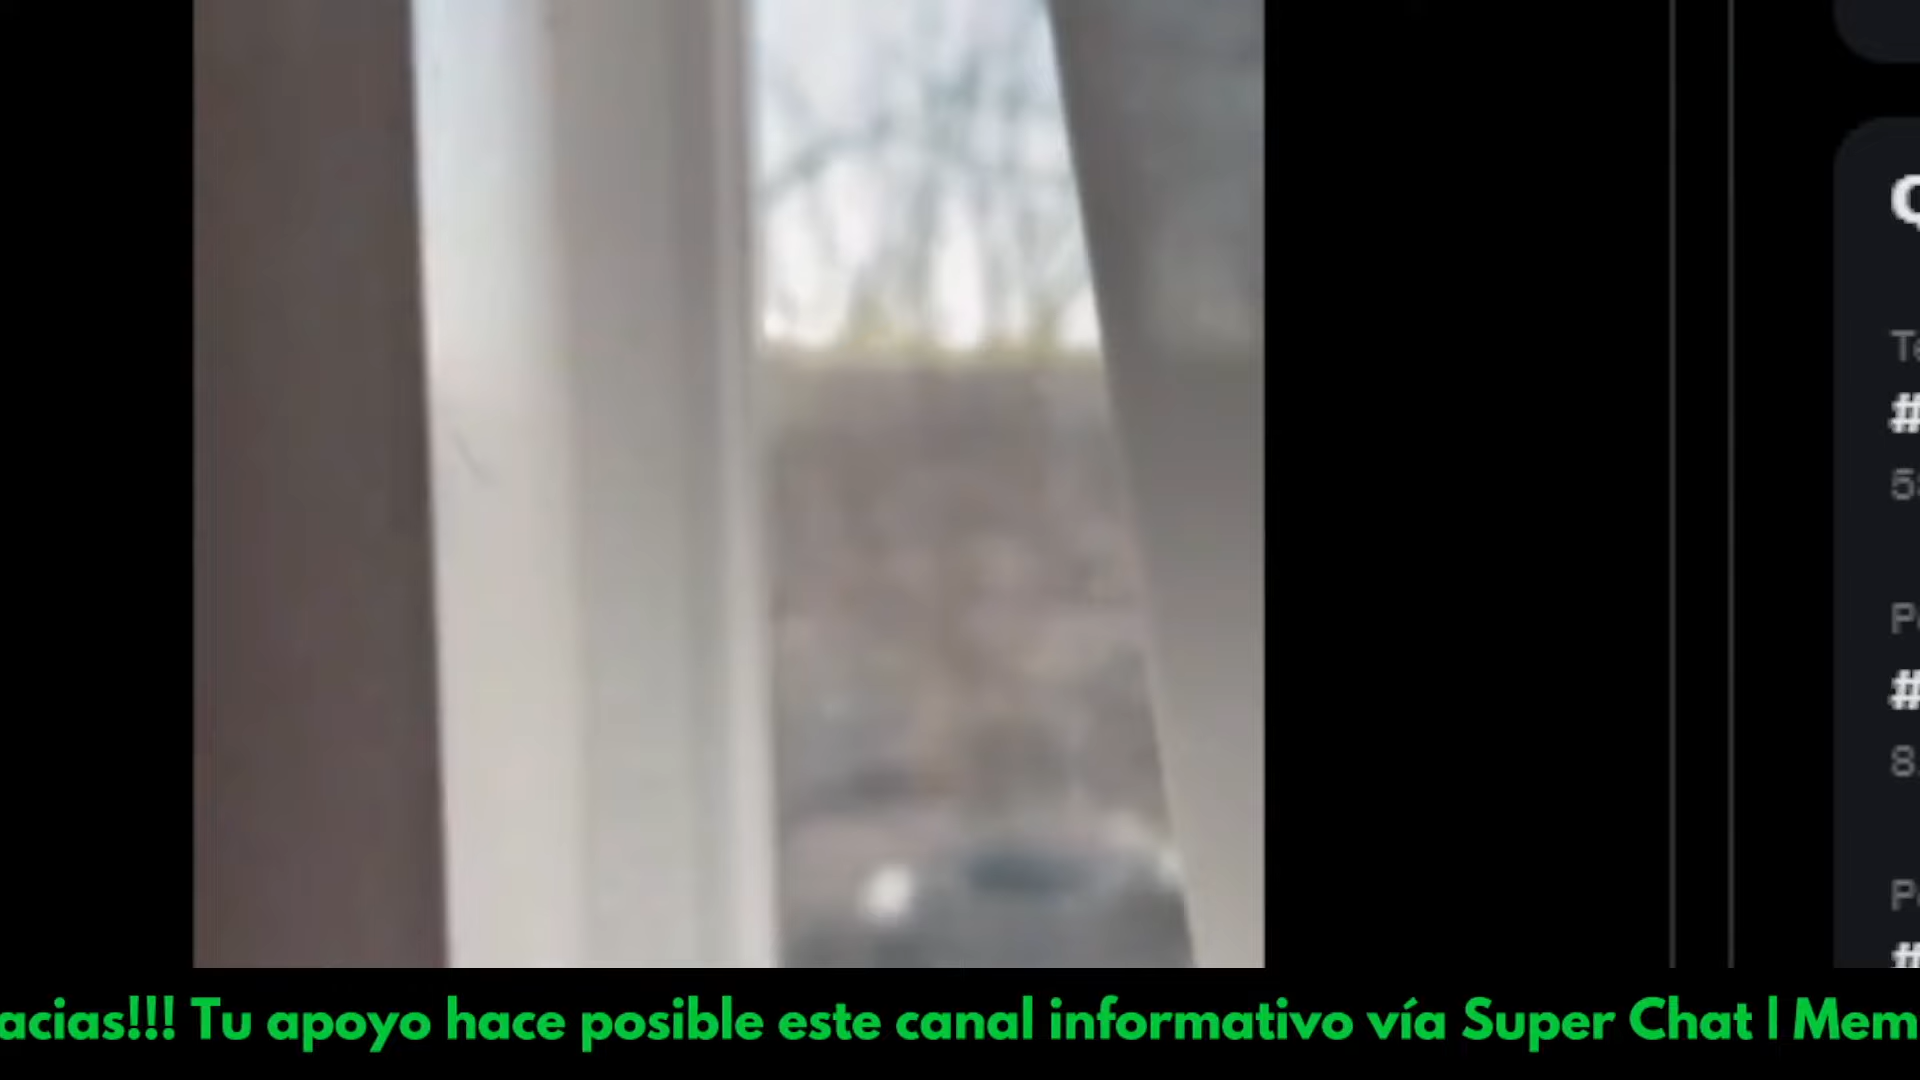 #
#
#
acias!!! Tu apoyo hace posible este canal informativo vía Super Chat | Mem